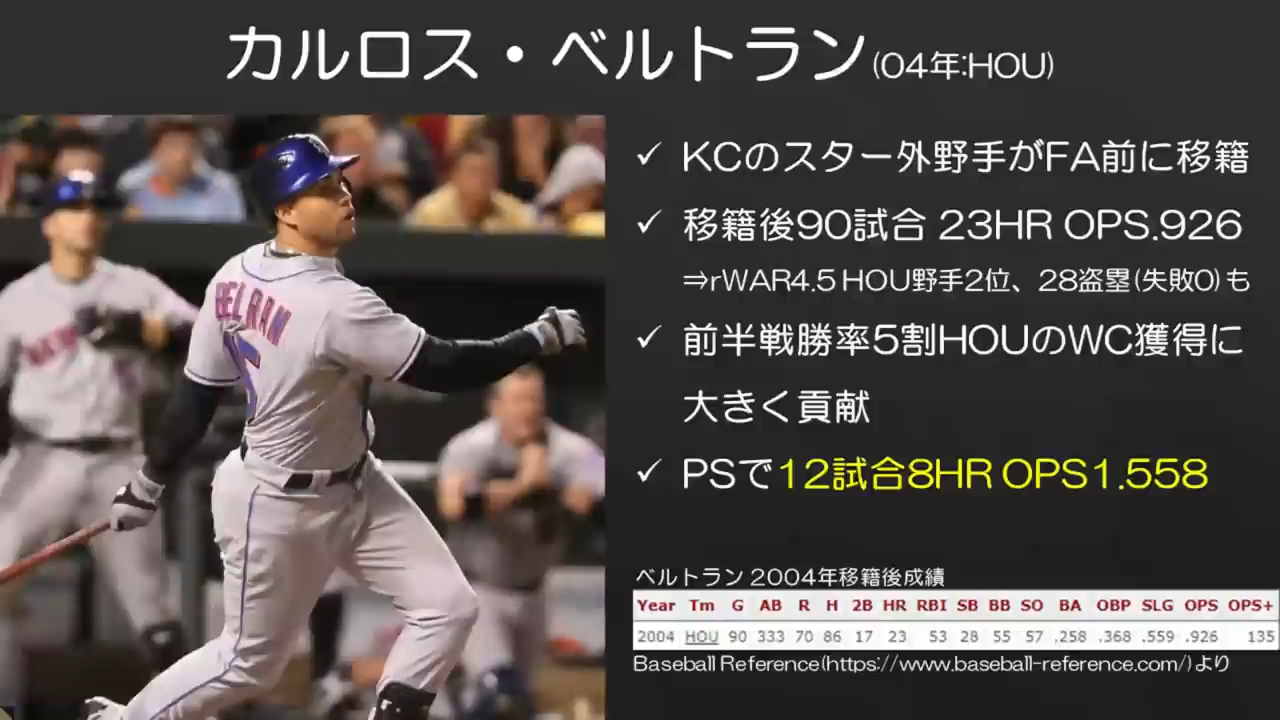 カルロス・ベルトラン(04年:HOU)
✓ KCのスター外野手がFA前に移籍
✓ 移籍後90試合 23HR OPS.926
⇒rWAR4.5 HOU野手2位、28盗塁(失敗0)も
✓ 前半戦勝率5割HOUのWC獲得に
大きく貢献
✓ PSで12試合8HR OPS1.558
BELTRAN
15
ベルトラン 2004年移籍後成績
Year Tm G AB R H 2B HR RBI SB BB SO BA OBP SLG OPS OPS+
2004 HOU 90 333 70 86 17 23 53 28 55 57 .258 .368 .559 .926 135
Baseball Reference(https://www.baseball-reference.com/)より